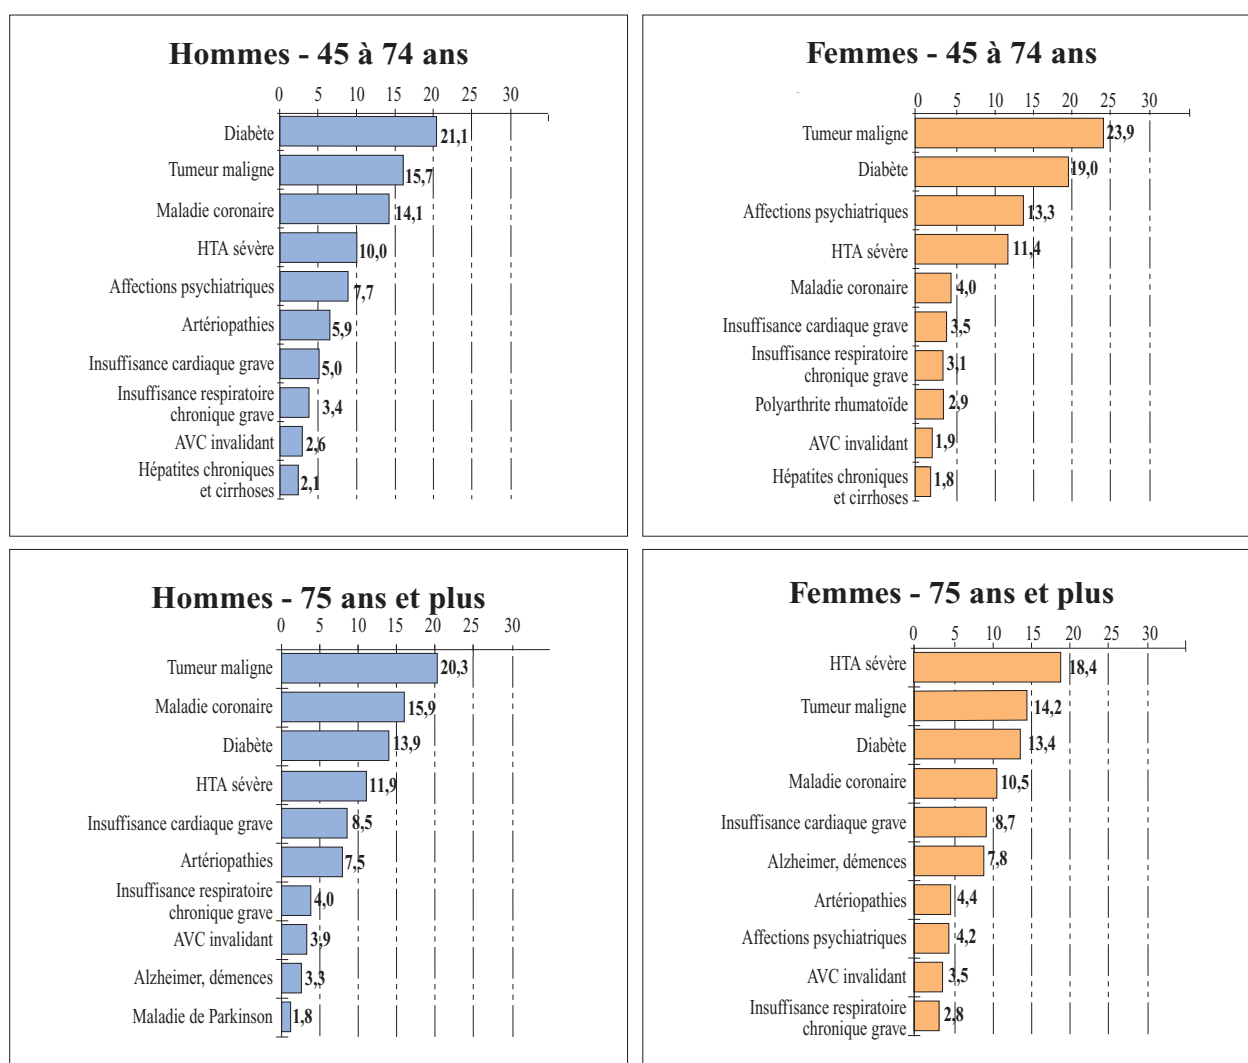 Hommes - 45 à 74 ans
0 5 10 15 20 25 30
Diabète 21,1
Tumeur maligne 15,7
Maladie coronaire 14,1
HTA sévère 10,0
Affections psychiatriques 7,7
Artériopathies 5,9
Insuffisance cardiaque grave 5,0
Insuffisance respiratoire
chronique grave 3,4
AVC invalidant 2,6
Hépatites chroniques
et cirrhoses 2,1
Femmes - 45 à 74 ans
0 5 10 15 20 25 30
Tumeur maligne 23,9
Diabète 19,0
Affections psychiatriques 13,3
HTA sévère 11,4
Maladie coronaire 4,0
Insuffisance cardiaque grave 3,5
Insuffisance respiratoire
chronique grave 3,1
Polyarthrite rhumatoïde 2,9
AVC invalidant 1,9
Hépatites chroniques
et cirrhoses 1,8
Hommes - 75 ans et plus
0 5 10 15 20 25 30
Tumeur maligne 20,3
Maladie coronaire 15,9
Diabète 13,9
HTA sévère 11,9
Insuffisance cardiaque grave 8,5
Artériopathies 7,5
Insuffisance respiratoire
chronique grave 4,0
AVC invalidant 3,9
Alzheimer, démences 3,3
Maladie de Parkinson 1,8
Femmes - 75 ans et plus
0 5 10 15 20 25 30
HTA sévère 18,4
Tumeur maligne 14,2
Diabète 13,4
Maladie coronaire 10,5
Insuffisance cardiaque grave 8,7
Alzheimer, démences 7,8
Artériopathies 4,4
Affections psychiatriques 4,2
AVC invalidant 3,5
Insuffisance respiratoire
chronique grave 2,8